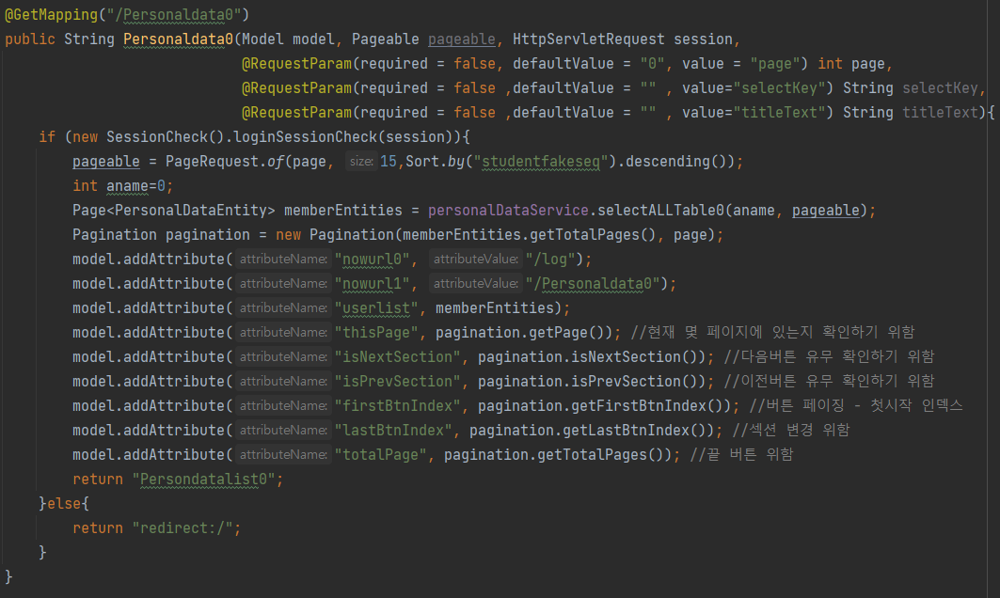 @GetMapping("/Personaldata0")
public String Personaldata0(Model model, Pageable pageable, HttpServletRequest session,
@RequestParam(required = false, defaultValue = "0", value = "page") int page,
@RequestParam(required = false ,defaultValue = "" , value="selectKey") String selectKey,
@RequestParam(required = false ,defaultValue = "" , value="titleText") String titleText){
if (new SessionCheck().loginSessionCheck(session)){
pageable = PageRequest.of(page, size: 15,Sort.by("studentfakeseq").descending());
int aname=0;
Page<PersonalDataEntity> memberEntities = personalDataService.selectALLTable0(aname, pageable);
Pagination pagination = new Pagination(memberEntities.getTotalPages(), page);
model.addAttribute( attributeName: "nowurl0", attributeValue: "/log");
model.addAttribute( attributeName: "nowurl1", attributeValue: "/Personaldata0");
model.addAttribute( attributeName: "userlist", memberEntities);
model.addAttribute( attributeName: "thisPage", pagination.getPage()); //현재 몇 페이지에 있는지 확인하기 위함
model.addAttribute( attributeName: "isNextSection", pagination.isNextSection()); //다음버튼 유무 확인하기 위함
model.addAttribute( attributeName: "isPrevSection", pagination.isPrevSection()); //이전버튼 유무 확인하기 위함
model.addAttribute( attributeName: "firstBtnIndex", pagination.getFirstBtnIndex()); //버튼 페이징 - 첫시작 인덱스
model.addAttribute( attributeName: "lastBtnIndex", pagination.getLastBtnIndex()); //섹션 변경 위함
model.addAttribute( attributeName: "totalPage", pagination.getTotalPages()); //끝 버튼 위함
return "Persondatalist0";
}else{
return "redirect:/";
}
}